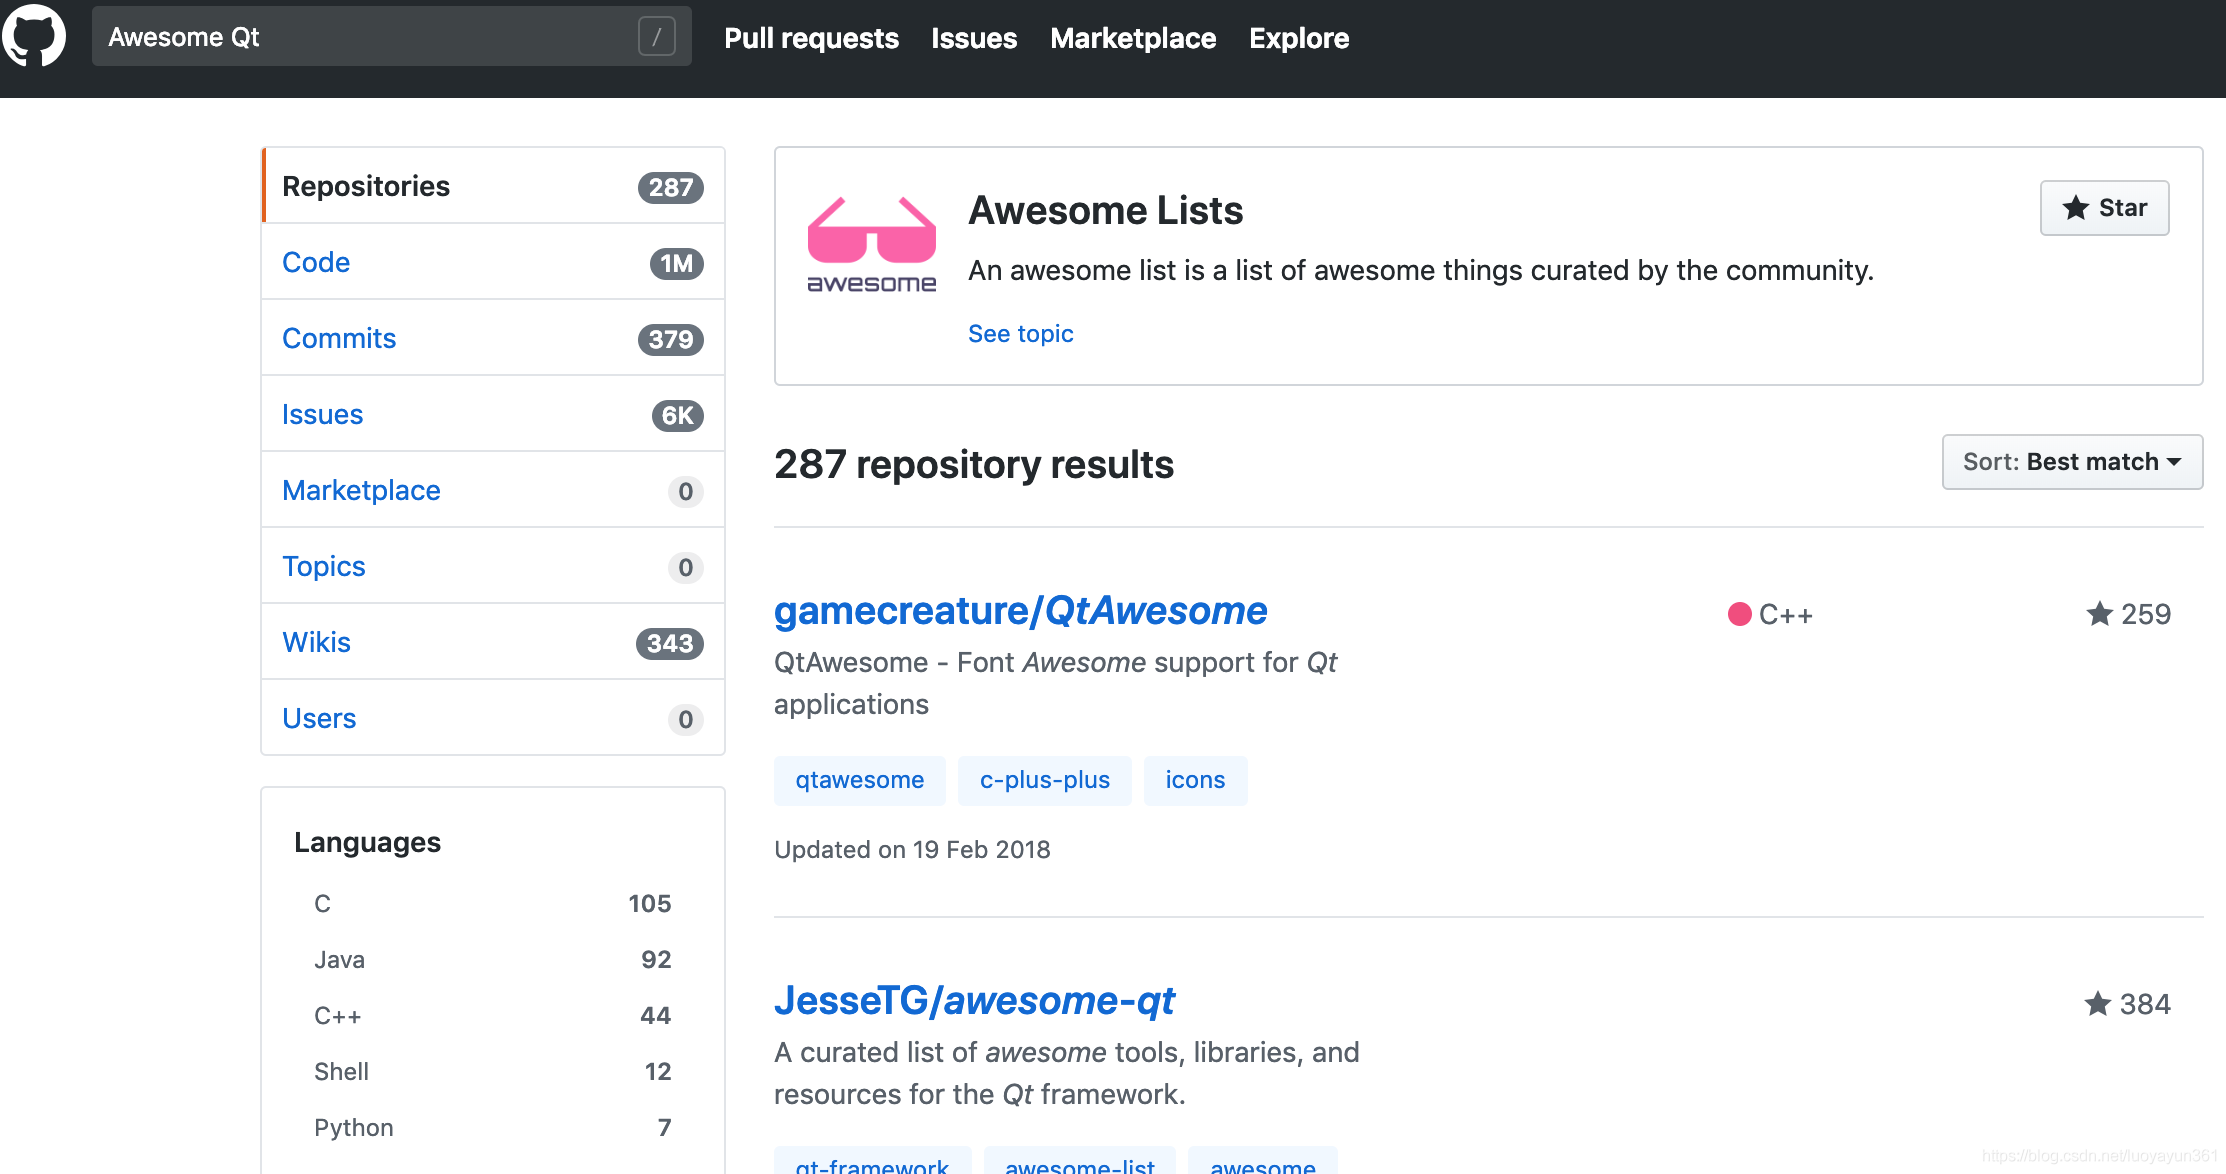 Awesome Qt / Pull requests Issues Marketplace Explore
Repositories 287
Code 1M
Commits 379
Issues 6K
Marketplace 0
Topics 0
Wikis 343
Users 0
Languages
C 105
Java 92
C++ 44
Shell 12
Python 7
awesome
Awesome Lists
Star
An awesome list is a list of awesome things curated by the community.
See topic
287 repository results
Sort: Best match
gamecreature/QtAwesome
C++
259
QtAwesome - Font Awesome support for Qt
applications
qtawesome c-plus-plus icons
Updated on 19 Feb 2018
JesseTG/awesome-qt
384
A curated list of awesome tools, libraries, and
resources for the Qt framework.
qt-framework awesome-list awesome
https://blog.csdn.net/luoyayun361